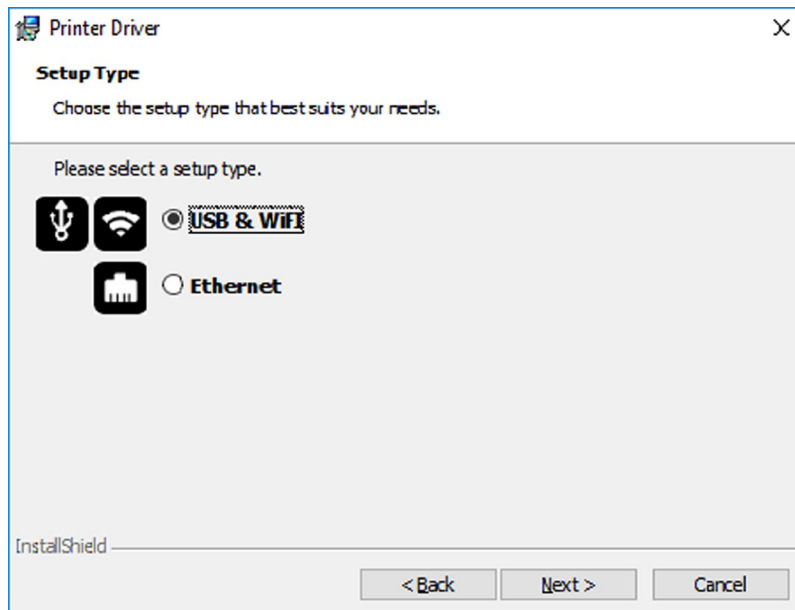 Printer Driver
Setup Type
Choose the setup type that best suits your needs.
Please select a setup type.
USB & WiFI
Ethernet
InstallShield
< Back Next > Cancel